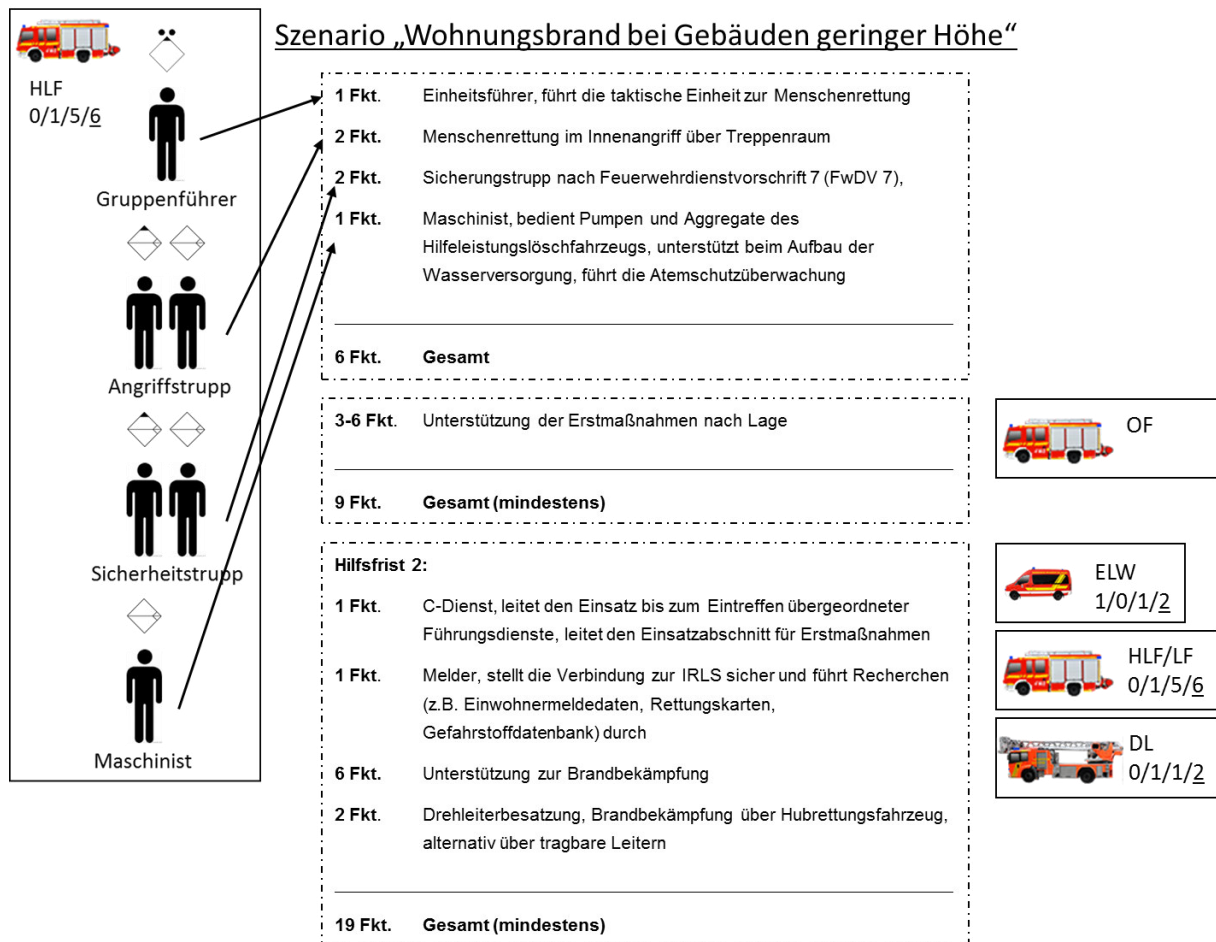 Szenario „Wohnungsbrand bei Gebäuden geringer Höhe“
HLF
0/1/5/6
Gruppenführer
Angriffstrupp
Sicherheitstrupp
Maschinist
1 Fkt. Einheitsführer, führt die taktische Einheit zur Menschenrettung
2 Fkt. Menschenrettung im Innenangriff über Treppenraum
2 Fkt. Sicherungstrupp nach Feuerwehrdienstvorschrift 7 (FwDV 7),
1 Fkt. Maschinist, bedient Pumpen und Aggregate des
Hilfeleistungslöschfahrzeugs, unterstützt beim Aufbau der
Wasserversorgung, führt die Atemschutzüberwachung
6 Fkt. Gesamt
3-6 Fkt. Unterstützung der Erstmaßnahmen nach Lage
9 Fkt. Gesamt (mindestens)
OF
Hilfsfrist 2:
1 Fkt. C-Dienst, leitet den Einsatz bis zum Eintreffen übergeordneter
Führungsdienste, leitet den Einsatzabschnitt für Erstmaßnahmen
1 Fkt. Melder, stellt die Verbindung zur IRLS sicher und führt Recherchen
(z.B. Einwohnermeldedaten, Rettungskarten,
Gefahrstoffdatenbank) durch
6 Fkt. Unterstützung zur Brandbekämpfung
2 Fkt. Drehleiterbesatzung, Brandbekämpfung über Hubrettungsfahrzeug,
alternativ über tragbare Leitern
19 Fkt. Gesamt (mindestens)
ELW
1/0/1/2
HLF/LF
0/1/5/6
DL
0/1/1/2